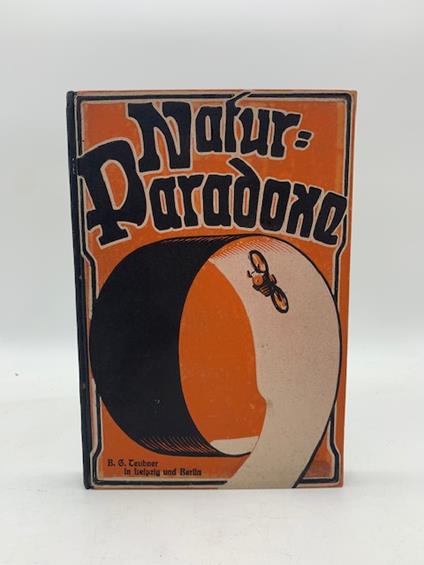 Natur=
Paradoxe
B. G. Teubner
in Leipzig und Berlin